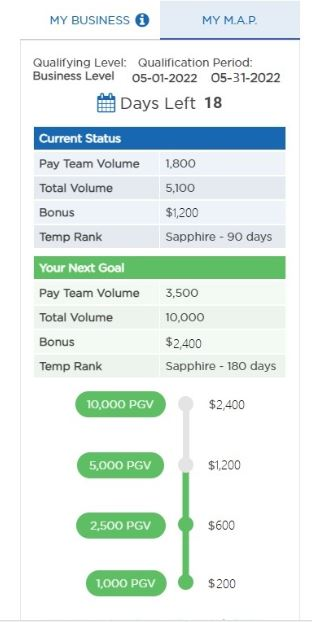 MY BUSINESS i MY M.A.P.
Qualifying Level: Qualification Period:
Business Level 05-01-2022 05-31-2022
Days Left 18
Current Status
Pay Team Volume 1,800
Total Volume 5,100
Bonus $1,200
Temp Rank Sapphire - 90 days
Your Next Goal
Pay Team Volume 3,500
Total Volume 10,000
Bonus $2,400
Temp Rank Sapphire - 180 days
10,000 PGV $2,400
5,000 PGV $1,200
2,500 PGV $600
1,000 PGV $200